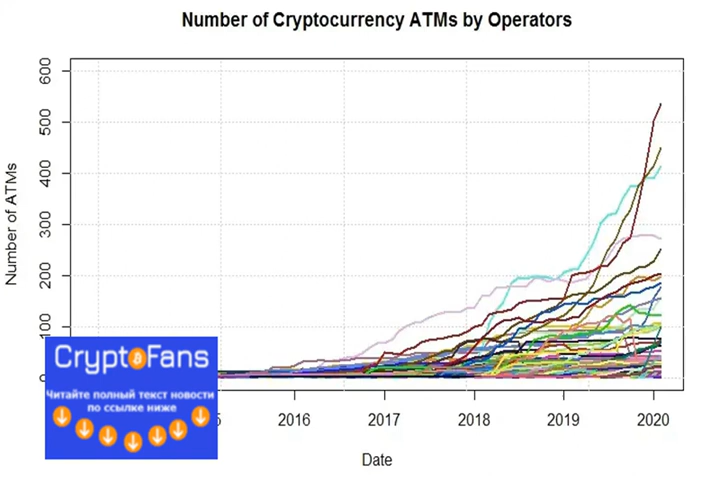 Number of Cryptocurrency ATMs by Operators
Number of ATMs
600
500
400
300
200
100
0
CryptoFans
Читайте полный текст новости
по ссылке ниже
2016
2017
2018
2019
2020
Date